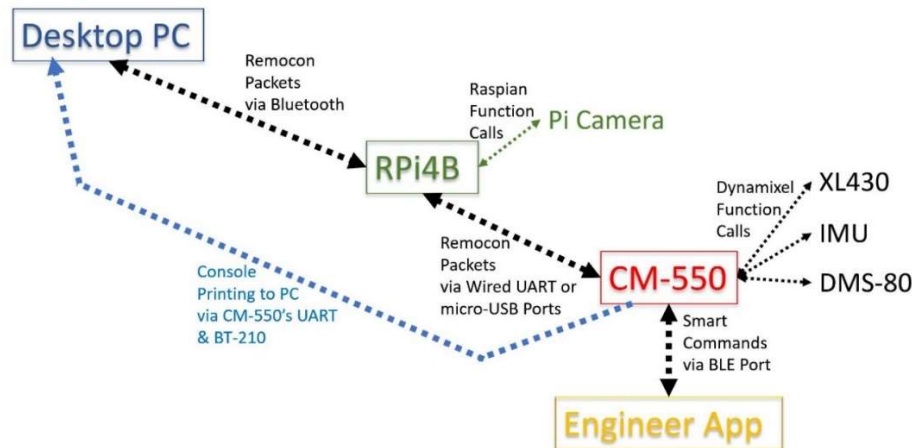 Desktop PC
Remocon
Packets
via Bluetooth
Raspian
Function
Calls
Pi Camera
RPi4B
Dynamixel
Function
Calls
XL430
IMU
DMS-80
Remocon
Packets
via Wired UART or
micro-USB Ports
CM-550
Console
Printing to PC
via CM-550's UART
& BT-210
Smart
Commands
via BLE Port
Engineer App